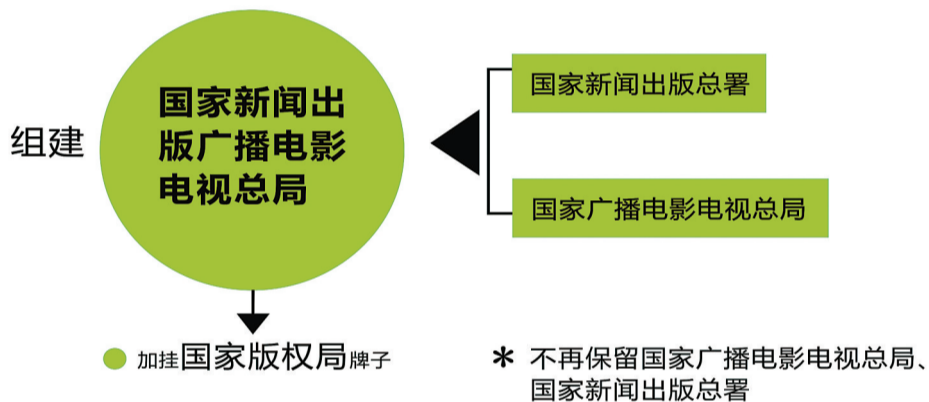 组建
国家新闻出
版广播电影
电视总局
国家新闻出版总署
国家广播电影电视总局
加挂国家版权局牌子
* 不再保留国家广播电影电视总局、
国家新闻出版总署